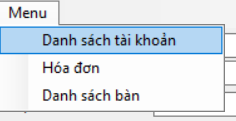 Menu
Danh sách tài khoản
Hóa đơn
Danh sách bàn